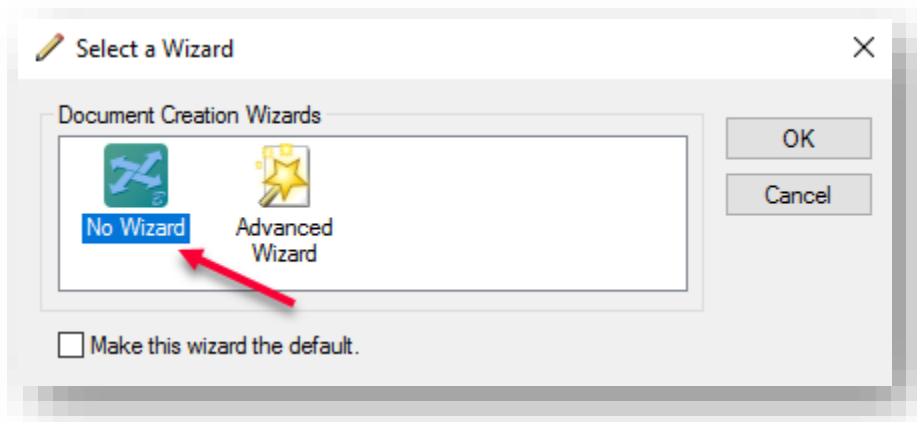 Select a Wizard
Document Creation Wizards
No Wizard
Advanced
Wizard
OK
Cancel
Make this wizard the default.